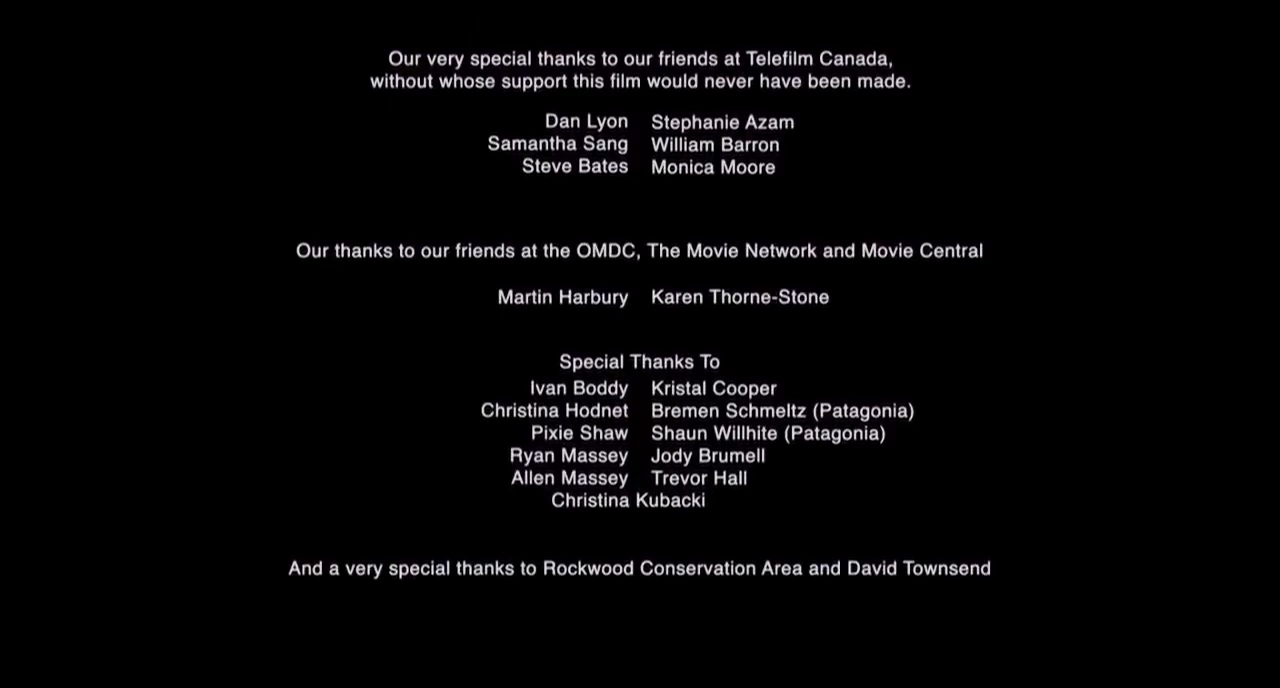 Our very special thanks to our friends at Telefilm Canada,
without whose support this film would never have been made.
Dan Lyon Stephanie Azam
Samantha Sang William Barron
Steve Bates Monica Moore
Our thanks to our friends at the OMDC, The Movie Network and Movie Central
Martin Harbury Karen Thorne-Stone
Special Thanks To
Ivan Boddy Kristal Cooper
Christina Hodnet Bremen Schmeltz (Patagonia)
Pixie Shaw Shaun Willhite (Patagonia)
Ryan Massey Jody Brumell
Allen Massey Trevor Hall
Christina Kubacki
And a very special thanks to Rockwood Conservation Area and David Townsend